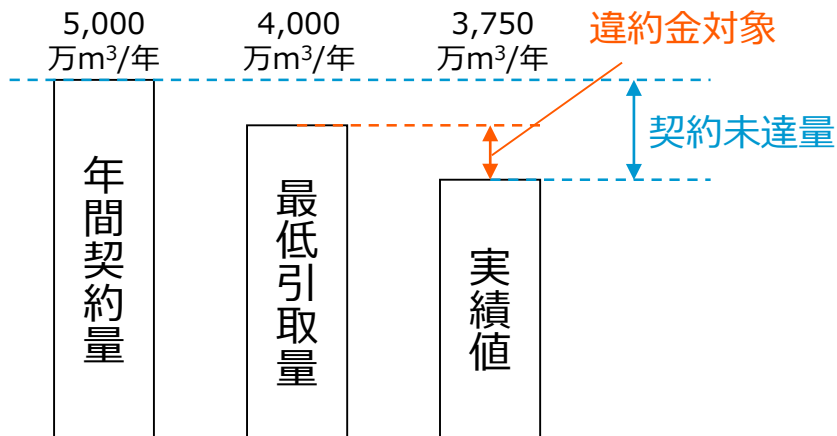 5,000
万m³/年
4,000
万m³/年
3,750
万m³/年
違約金対象
契約未達量
年間契約量
最低引取量
実績値